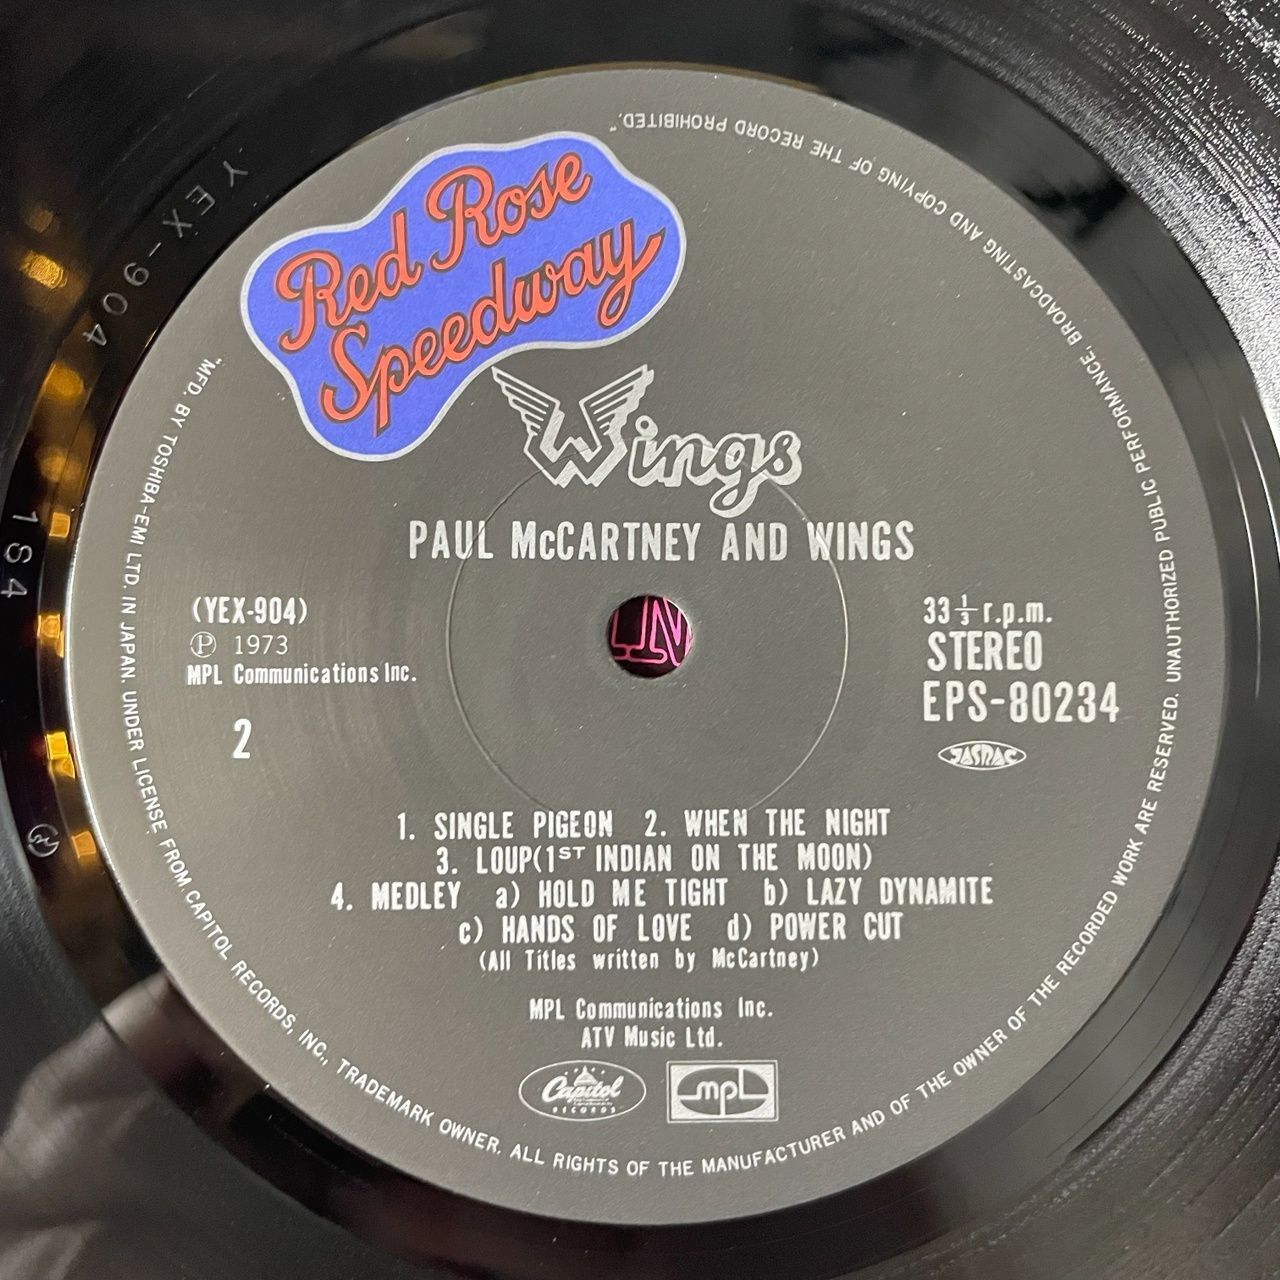 Red Rose
Speedway
Wings
PAUL McCARTNEY AND WINGS
(YEX-904)
℗ 1973
MPL Communications Inc.
2
33 1/3 r.p.m.
STEREO
EPS-80234
JASRAC
1. SINGLE PIGEON 2. WHEN THE NIGHT
3. LOUP(1ST INDIAN ON THE MOON)
4. MEDLEY a) HOLD ME TIGHT b) LAZY DYNAMITE
c) HANDS OF LOVE d) POWER CUT
(All Titles written by McCartney)
MPL Communications Inc.
ATV Music Ltd.
Capitol
RECORDS
MPL
"MFD. BY TOSHIBA-EMI LTD. IN JAPAN. UNDER LICENSE FROM CAPITOL RECORDS, INC., TRADEMARK OWNER. ALL RIGHTS OF THE MANUFACTURER AND OF THE OWNER OF THE RECORDED WORK ARE RESERVED. UNAUTHORIZED PUBLIC PERFORMANCE, BROADCASTING AND COPYING OF THE RECORD PROHIBITED."
YEX-904
1S4